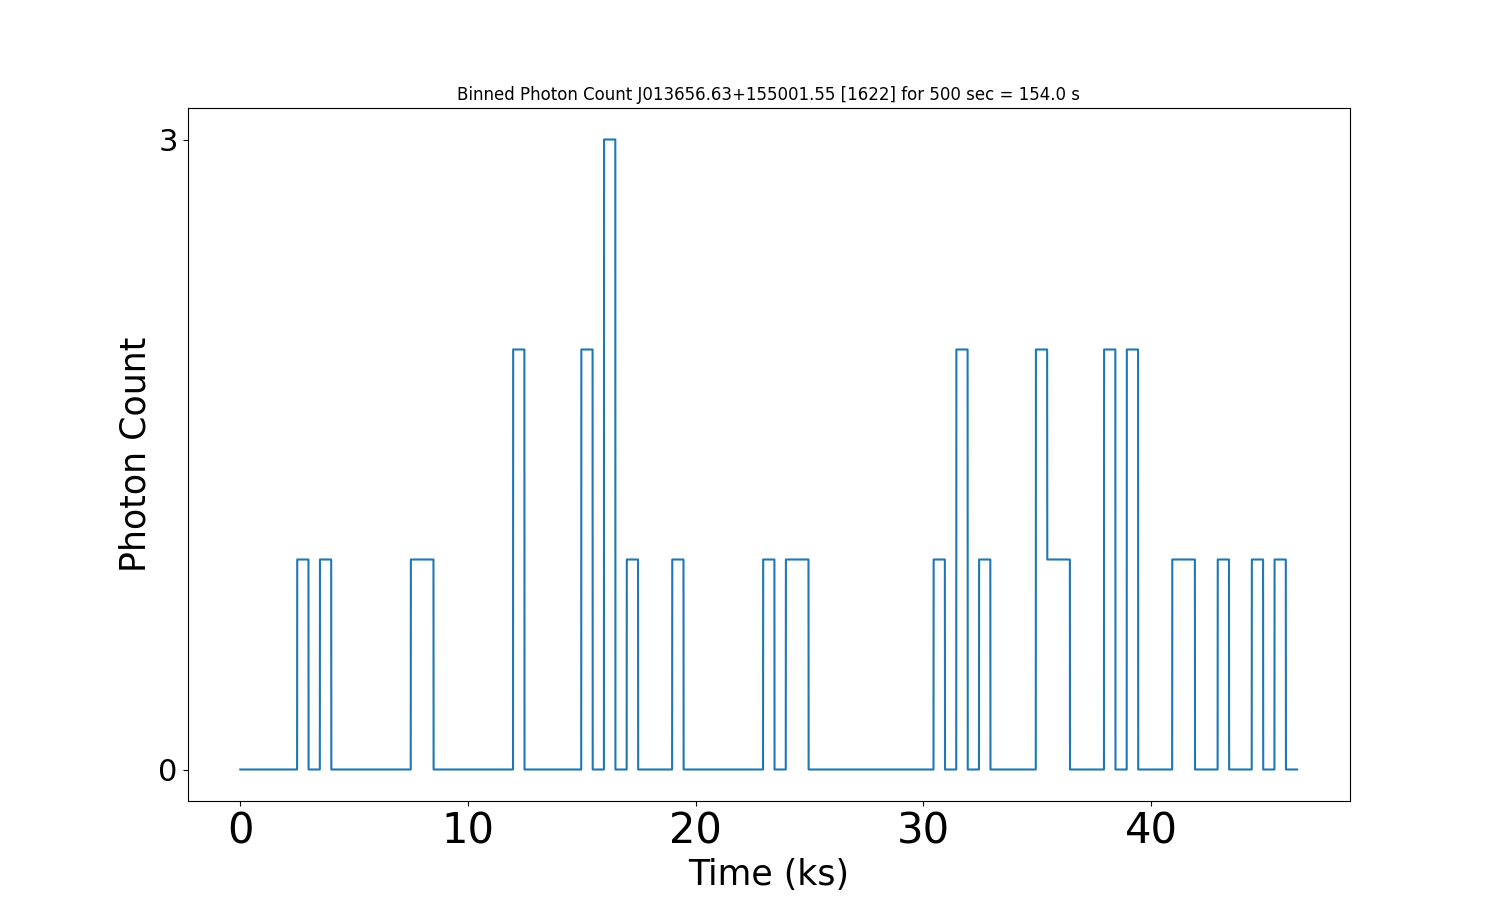 Binned Photon Count J013656.63+155001.55 [1622] for 500 sec = 154.0 s
3
0
Photon Count
0 10 20 30 40
Time (ks)